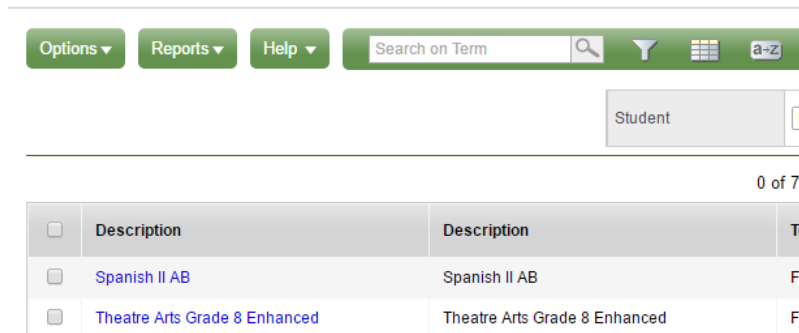 Options Reports Help Search on Term a-z
Student
0 of 7
Description Description
Spanish II AB Spanish II AB F
Theatre Arts Grade 8 Enhanced Theatre Arts Grade 8 Enhanced F